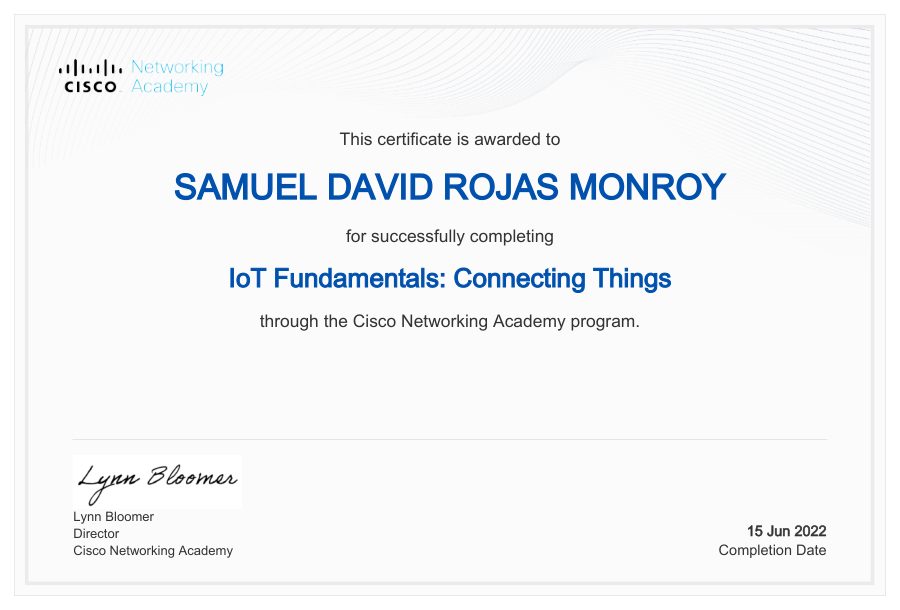 Networking
CISCO Academy
This certificate is awarded to
SAMUEL DAVID ROJAS MONROY
for successfully completing
IoT Fundamentals: Connecting Things
through the Cisco Networking Academy program.
Lynn Bloomer
Lynn Bloomer
Director
Cisco Networking Academy
15 Jun 2022
Completion Date